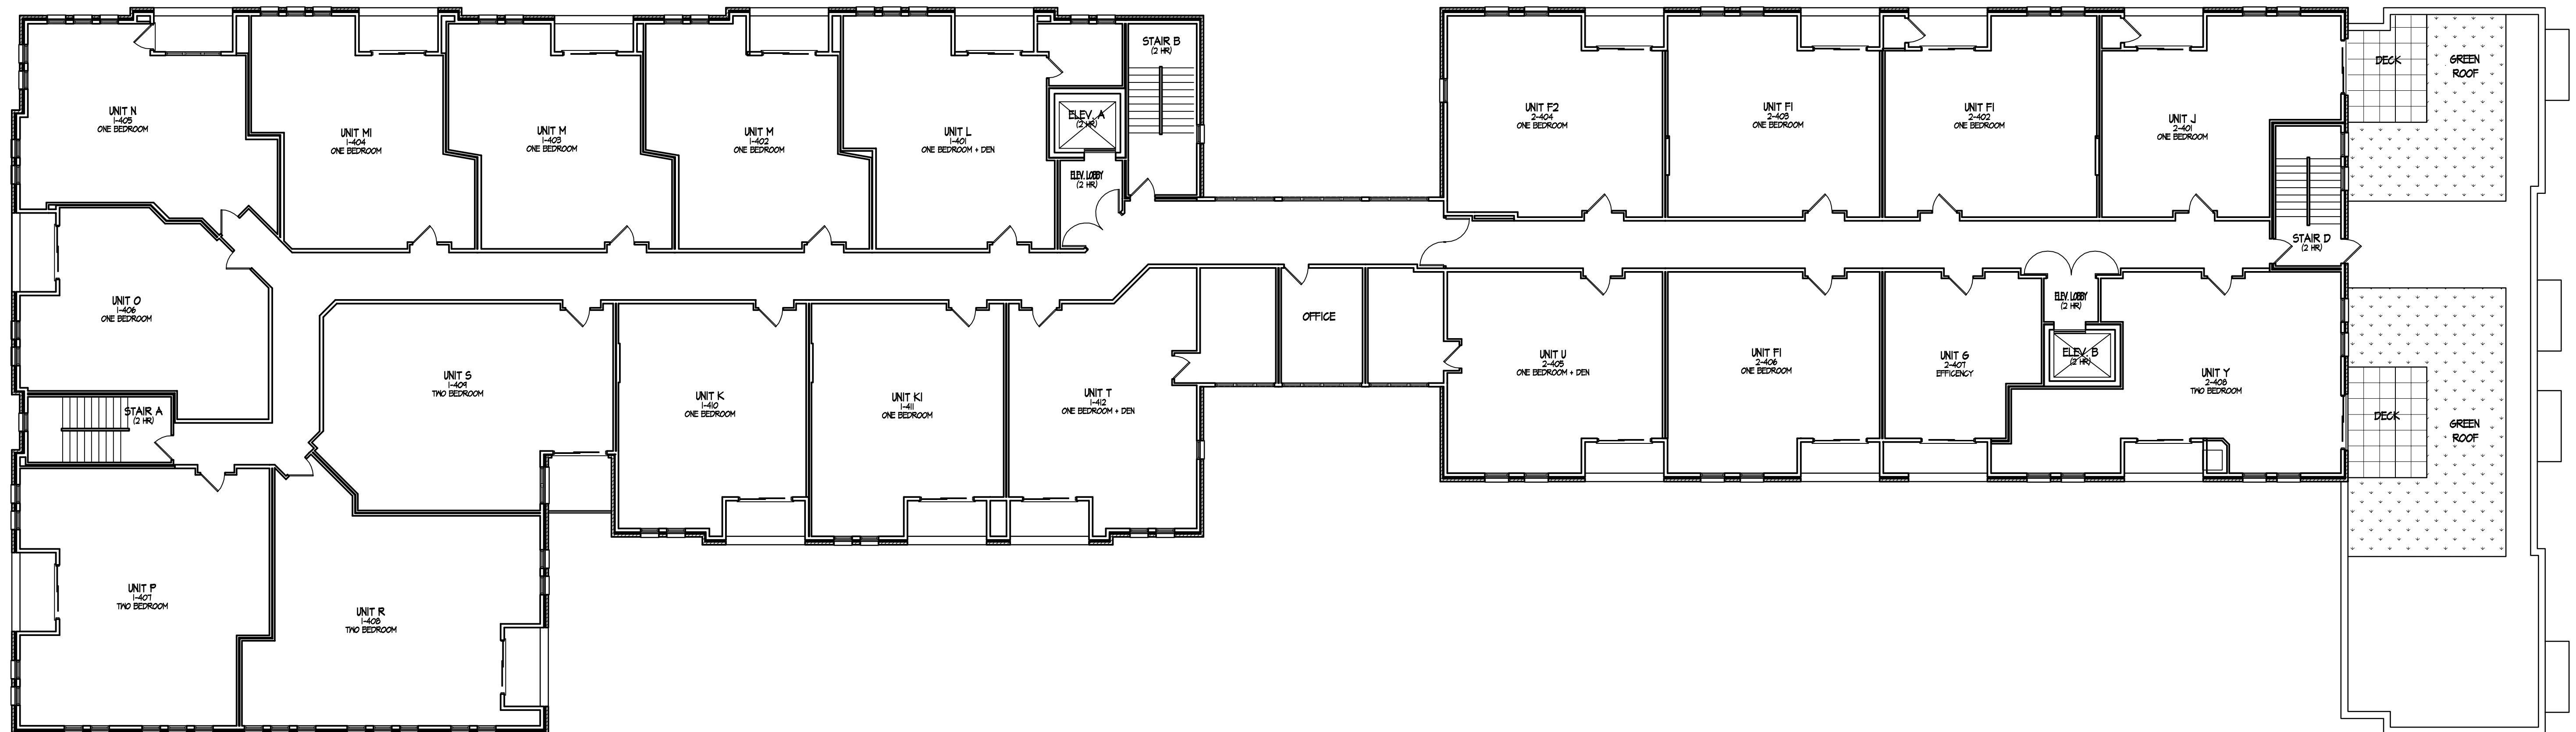 UNIT N
1-405
ONE BEDROOM
UNIT M1
1-404
ONE BEDROOM
UNIT M
1-403
ONE BEDROOM
UNIT M
1-402
ONE BEDROOM
UNIT L
1-401
ONE BEDROOM + DEN
ELEV. A
(2 HR)
STAIR B
(2 HR)
ELEV. LOBBY
(2 HR)
UNIT F2
2-404
ONE BEDROOM
UNIT F1
2-403
ONE BEDROOM
UNIT F1
2-402
ONE BEDROOM
UNIT J
2-401
ONE BEDROOM
DECK
GREEN
ROOF
STAIR D
(2 HR)
UNIT O
1-406
ONE BEDROOM
STAIR A
(2 HR)
UNIT S
1-409
TWO BEDROOM
UNIT K
1-410
ONE BEDROOM
UNIT K1
1-411
ONE BEDROOM
UNIT T
1-412
ONE BEDROOM + DEN
OFFICE
UNIT U
2-405
ONE BEDROOM + DEN
UNIT F1
2-406
ONE BEDROOM
UNIT G
2-407
EFFICENCY
ELEV. LOBBY
(2 HR)
ELEV. B
(2 HR)
UNIT Y
2-408
TWO BEDROOM
DECK
GREEN
ROOF
UNIT P
1-407
TWO BEDROOM
UNIT R
1-408
TWO BEDROOM